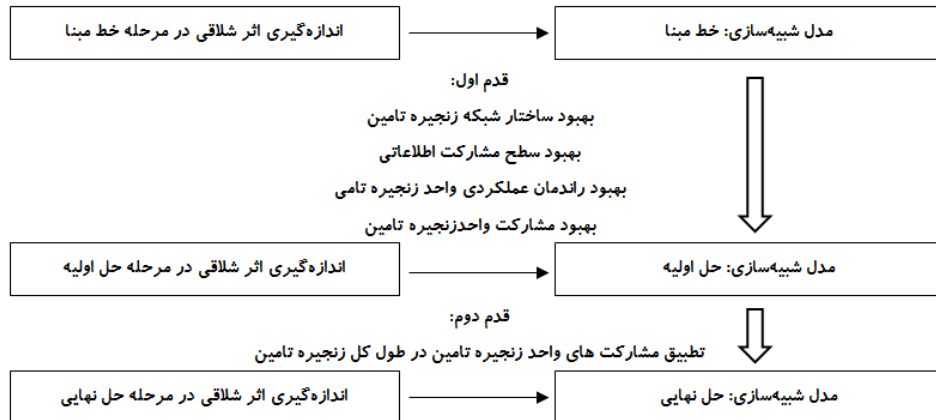 مدل شبیه‌سازی: خط مبنا
اندازه‌گیری اثر شلاقی در مرحله خط مبنا
قدم اول:
بهبود ساختار شبکه زنجیره تامین
بهبود سطح مشارکت اطلاعاتی
بهبود راندمان عملکردی واحد زنجیره تامی
بهبود مشارکت واحدزنجیره تامین
مدل شبیه‌سازی: حل اولیه
اندازه‌گیری اثر شلاقی در مرحله حل اولیه
قدم دوم:
تطبیق مشارکت های واحد زنجیره تامین در طول کل زنجیره تامین
مدل شبیه‌سازی: حل نهایی
اندازه‌گیری اثر شلاقی در مرحله حل نهایی